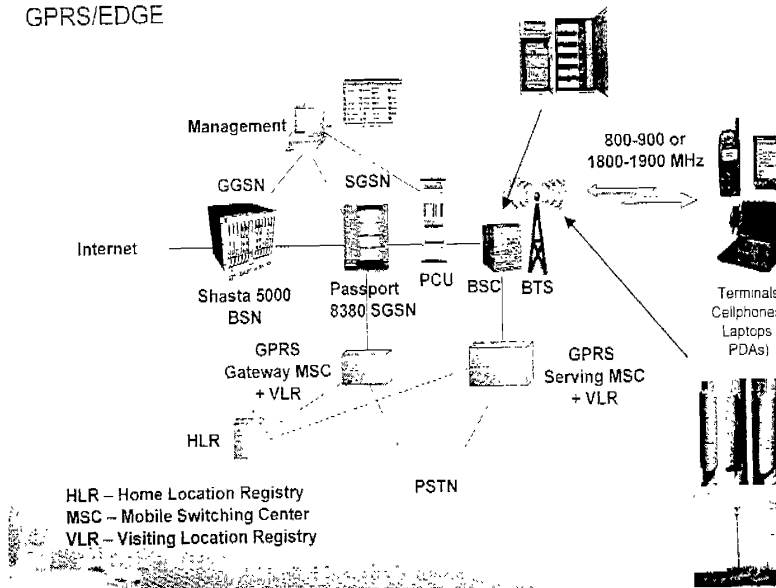 GPRS/EDGE
Management
800-900 or
1800-1900 MHz
GGSN
SGSN
Internet
PCU
BSC
BTS
Shasta 5000
BSN
Passport
8380 SGSN
Terminals
Cellphones
Laptops
PDAs)
GPRS
Gateway MSC
+ VLR
GPRS
Serving MSC
+ VLR
HLR
PSTN
HLR – Home Location Registry
MSC – Mobile Switching Center
VLR – Visiting Location Registry